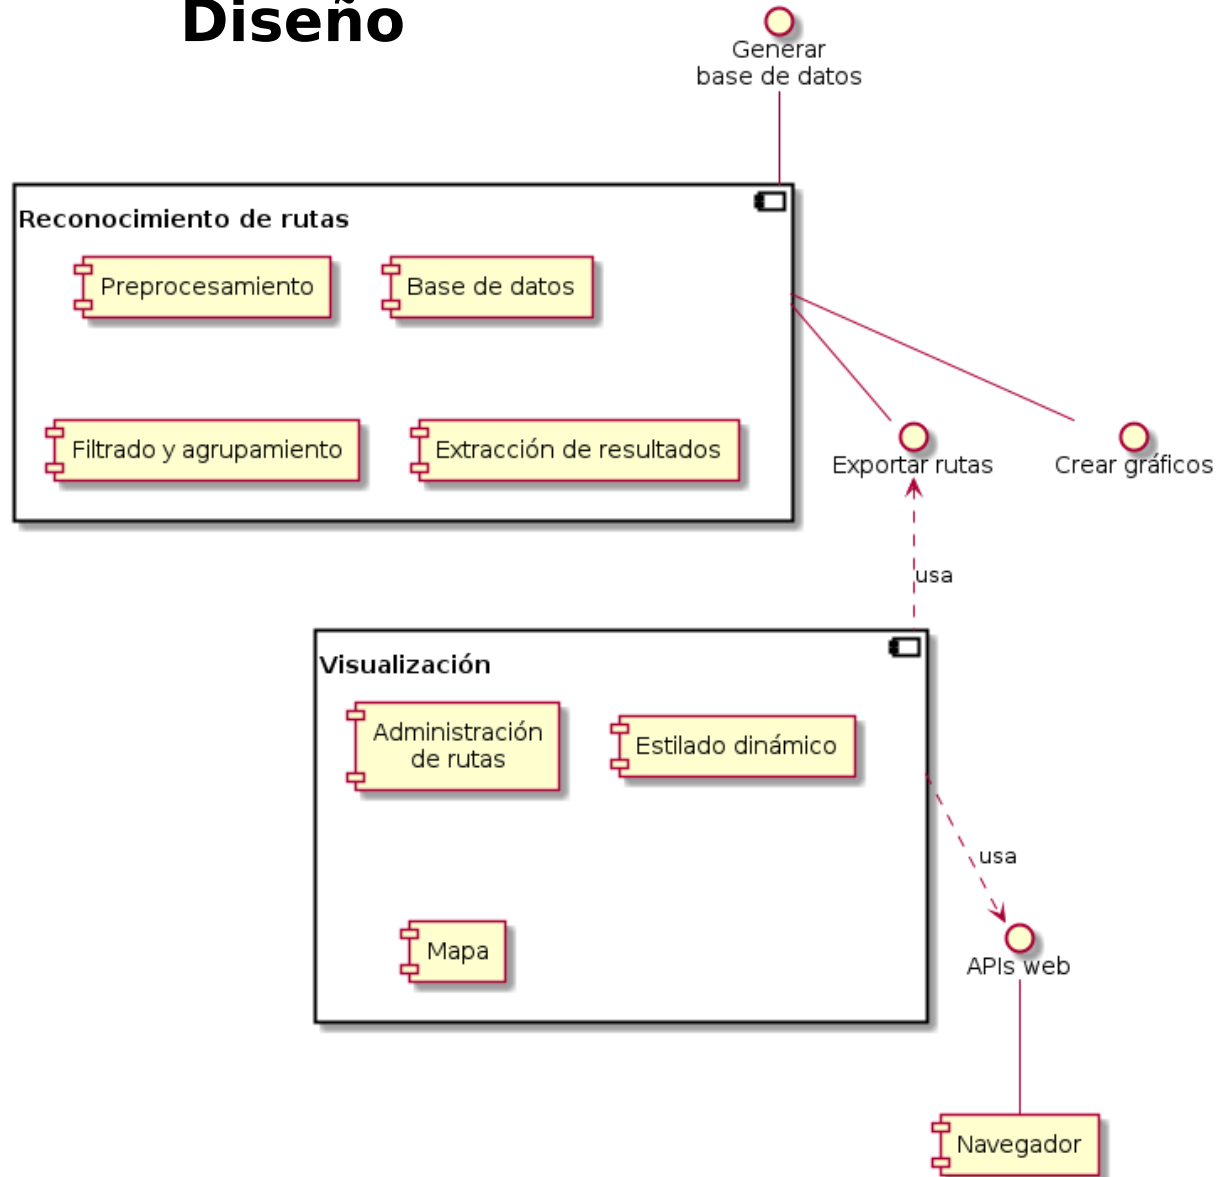 Diseño
Generar
base de datos
Reconocimiento de rutas
Preprocesamiento
Base de datos
Filtrado y agrupamiento
Extracción de resultados
Exportar rutas
Crear gráficos
usa
Visualización
Administración
de rutas
Estilado dinámico
usa
Mapa
APIs web
Navegador